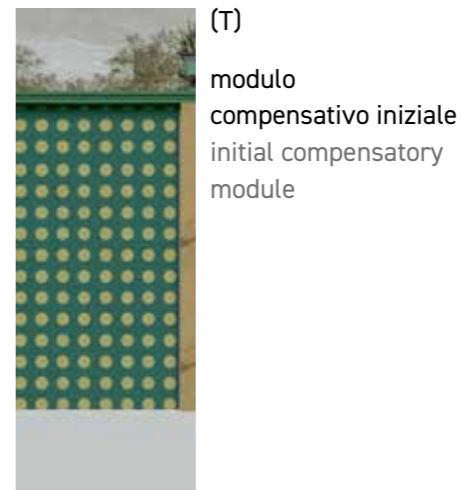 (T)
modulo
compensativo iniziale
initial compensatory
module